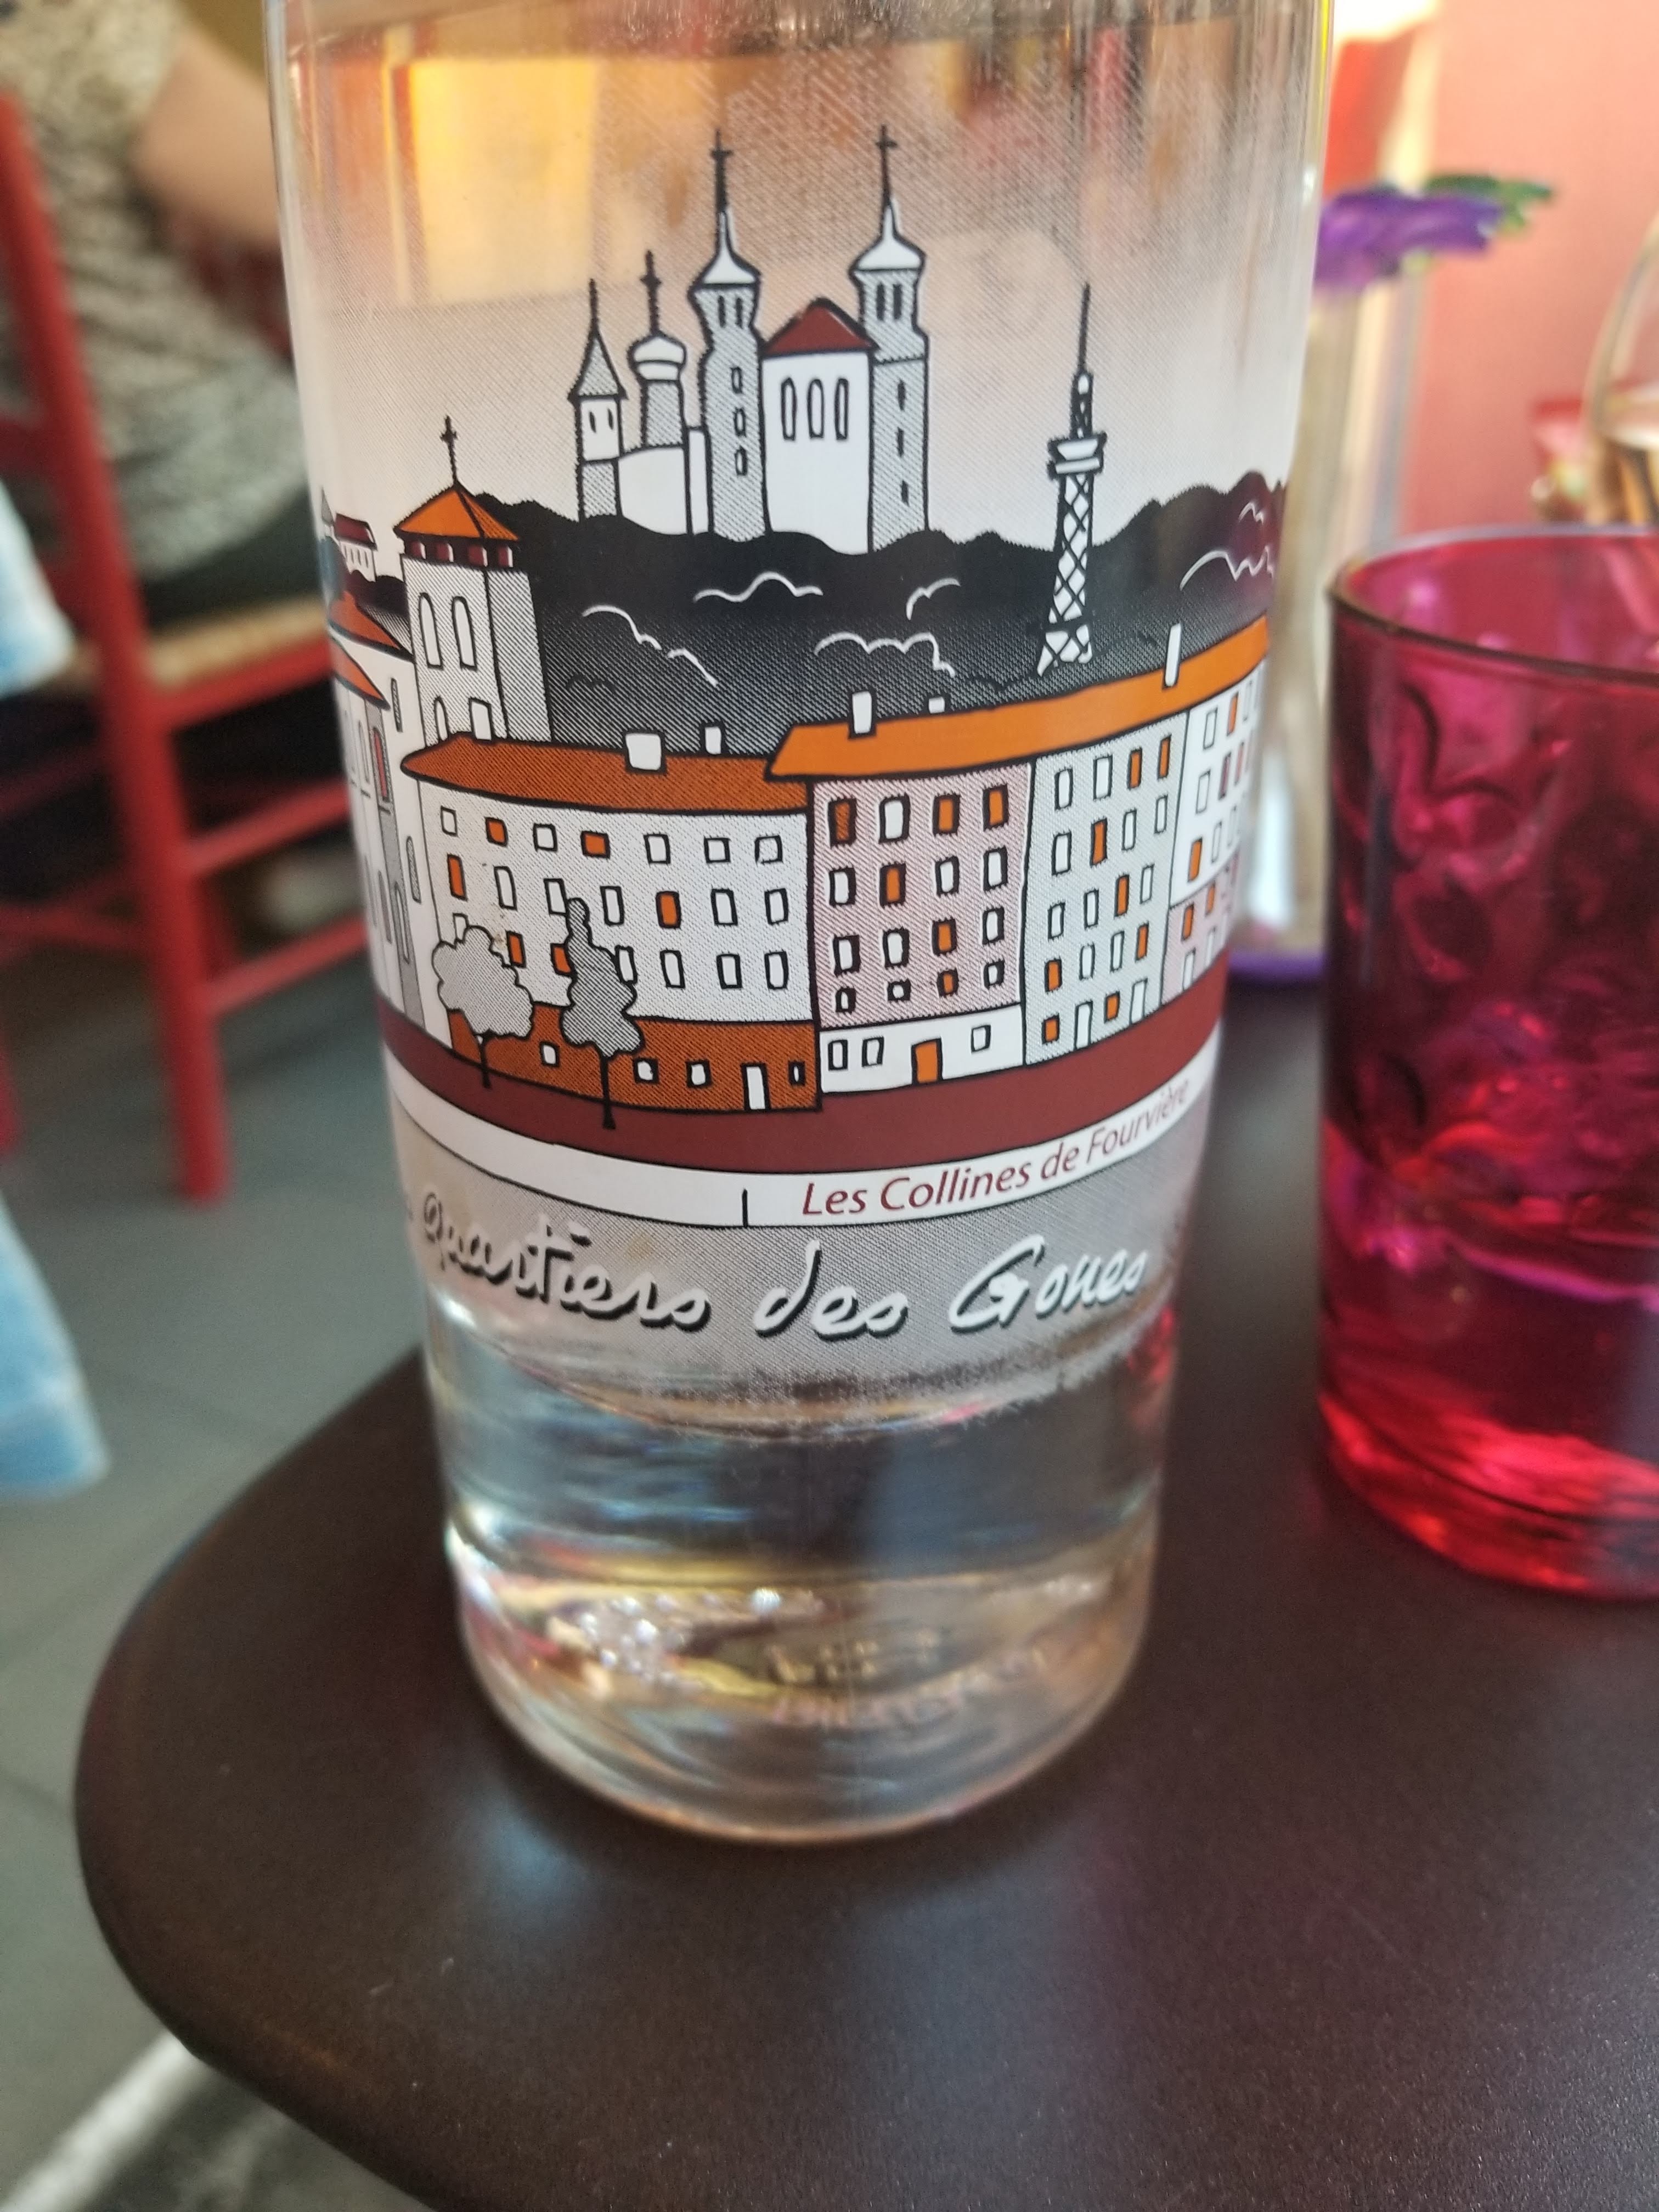 Les Collines de Fourvière
Quartiers des Gones